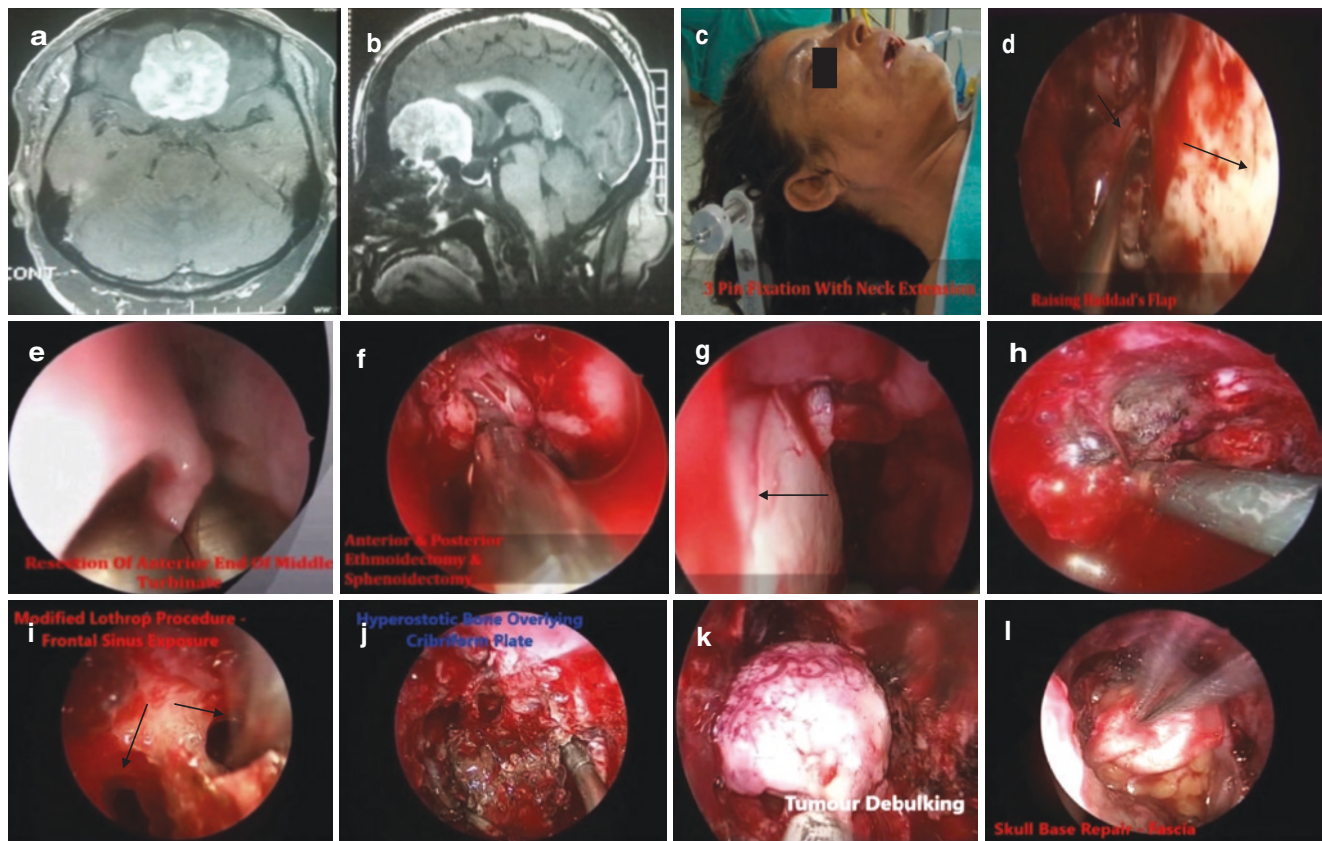 a
b
c
d
CONT
3 Pin Fixation With Neck Extension
Raising Haddad's Flap
e
f
g
h
Resection Of Anterior End Of Middle
Turbinate
Anterior & Posterior
Ethmoidectomy &
Sphenoidectomy
i
j
k
l
Modified Lothrop Procedure -
Frontal Sinus Exposure
Hyperostotic Bone Overlying
Cribriform Plate
Tumour Debulking
Skull Base Repair - Fascia